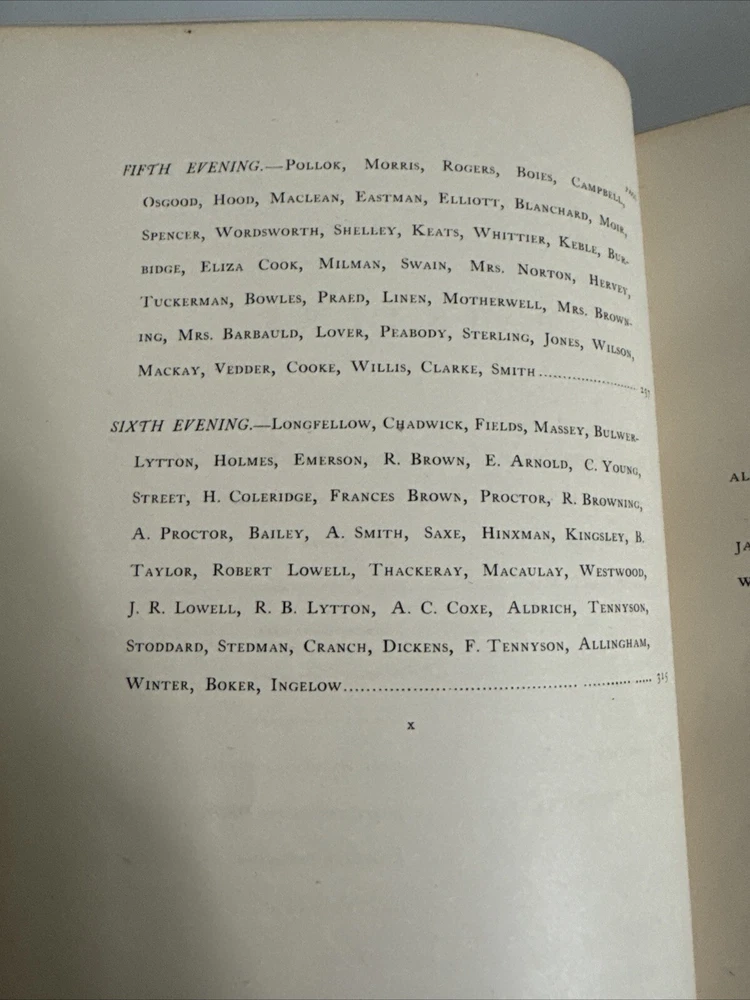 PAGE
FIFTH EVENING.—POLLOK, MORRIS, ROGERS, BOIES, CAMPBELL,
OSGOOD, HOOD, MACLEAN, EASTMAN, ELLIOTT, BLANCHARD, MOIR,
SPENCER, WORDSWORTH, SHELLEY, KEATS, WHITTIER, KEBLE, BUR-
BIDGE, ELIZA COOK, MILMAN, SWAIN, MRS. NORTON, HERVEY,
TUCKERMAN, BOWLES, PRAED, LINEN, MOTHERWELL, MRS. BROWN-
ING, MRS. BARBAULD, LOVER, PEABODY, STERLING, JONES, WILSON,
MACKAY, VEDDER, COOKE, WILLIS, CLARKE, SMITH........................ 257
SIXTH EVENING.—LONGFELLOW, CHADWICK, FIELDS, MASSEY, BULWER-
LYTTON, HOLMES, EMERSON, R. BROWN, E. ARNOLD, C. YOUNG,
STREET, H. COLERIDGE, FRANCES BROWN, PROCTOR, R. BROWNING,
A. PROCTOR, BAILEY, A. SMITH, SAXE, HINXMAN, KINGSLEY, B.
TAYLOR, ROBERT LOWELL, THACKERAY, MACAULAY, WESTWOOD,
J. R. LOWELL, R. B. LYTTON, A. C. COXE, ALDRICH, TENNYSON,
STODDARD, STEDMAN, CRANCH, DICKENS, F. TENNYSON, ALLINGHAM,
WINTER, BOKER, INGELOW........................................................ 325
x
AL
JA
W